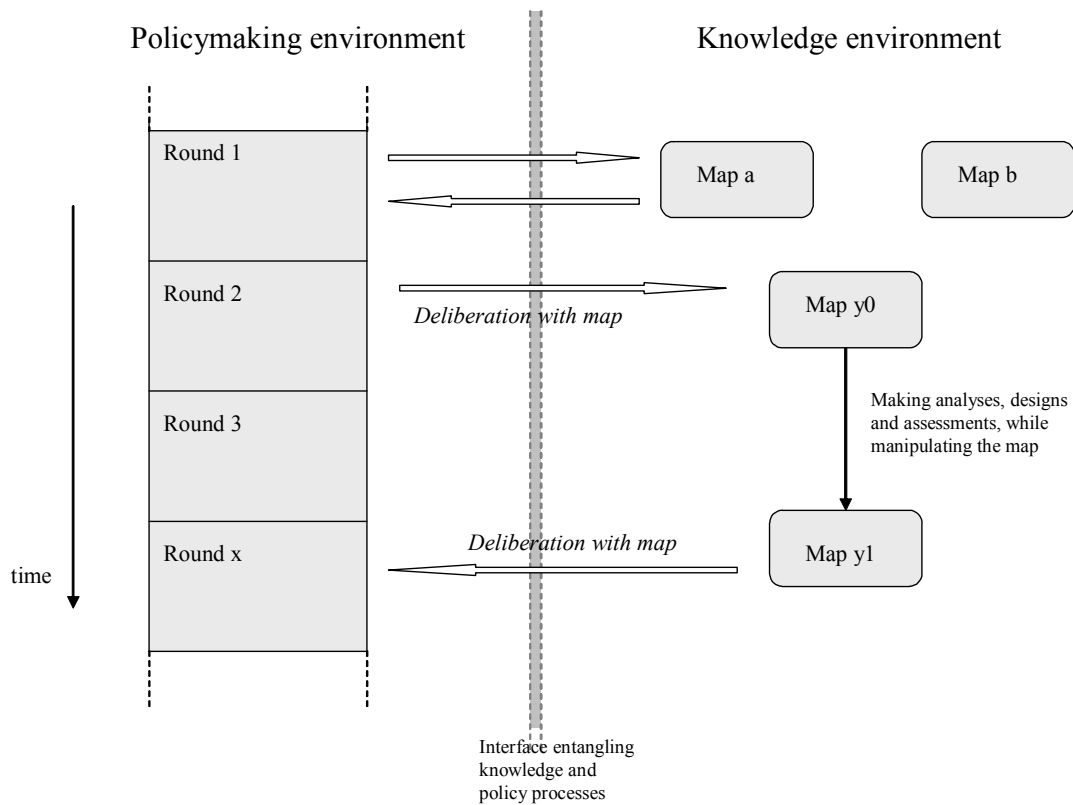 Policymaking environment
Knowledge environment
Round 1
Map a
Map b
Round 2
Deliberation with map
Map y0
Round 3
Making analyses, designs
and assessments, while
manipulating the map
Round x
Deliberation with map
Map y1
time
Interface entangling
knowledge and
policy processes